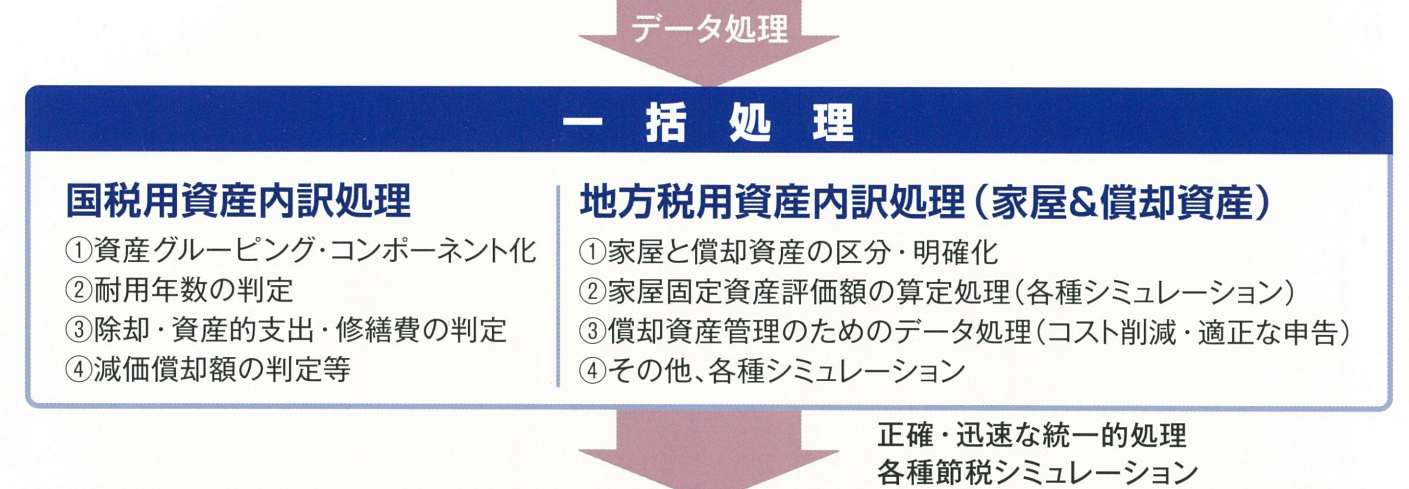 データ処理
一括処理
国税用資産内訳処理
①資産グルーピング・コンポーネント化
②耐用年数の判定
③除却・資産的支出・修繕費の判定
④減価償却額の判定等
地方税用資産内訳処理（家屋&償却資産）
①家屋と償却資産の区分・明確化
②家屋固定資産評価額の算定処理（各種シミュレーション）
③償却資産管理のためのデータ処理（コスト削減・適正な申告）
④その他、各種シミュレーション
正確・迅速な統一的処理
各種節税シミュレーション